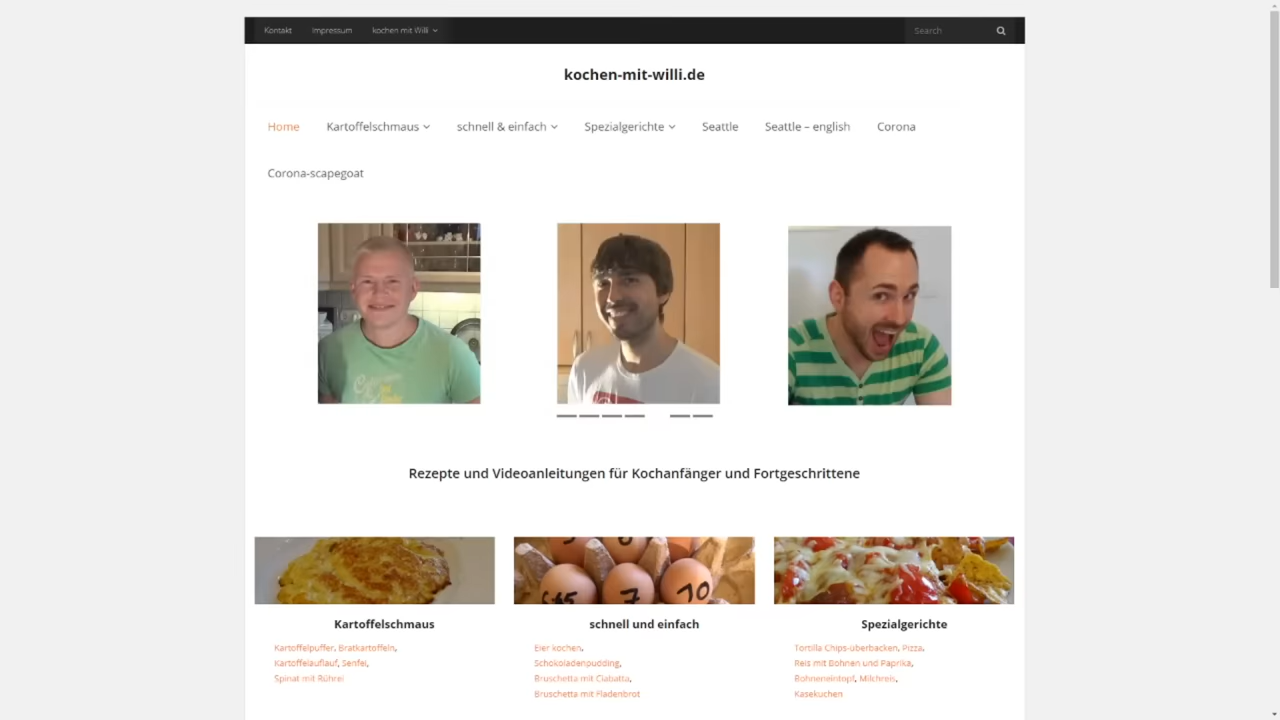 Kontakt Impressum kochen mit Willi Search
kochen-mit-willi.de
Home Kartoffelschmaus schnell & einfach Spezialgerichte Seattle Seattle – english Corona
Corona-scapegoat
Rezepte und Videoanleitungen für Kochanfänger und Fortgeschrittene
Kartoffelschmaus
Kartoffelpuffer, Bratkartoffeln,
Kartoffelauflauf, Senfei,
Spinat mit Rührei
schnell und einfach
Eier kochen,
Schokoladenpudding,
Bruschetta mit Ciabatta,
Bruschetta mit Fladenbrot
Spezialgerichte
Tortilla Chips-überbacken, Pizza,
Reis mit Bohnen und Paprika,
Bohneneintopf, Milchreis,
Käsekuchen
7
10